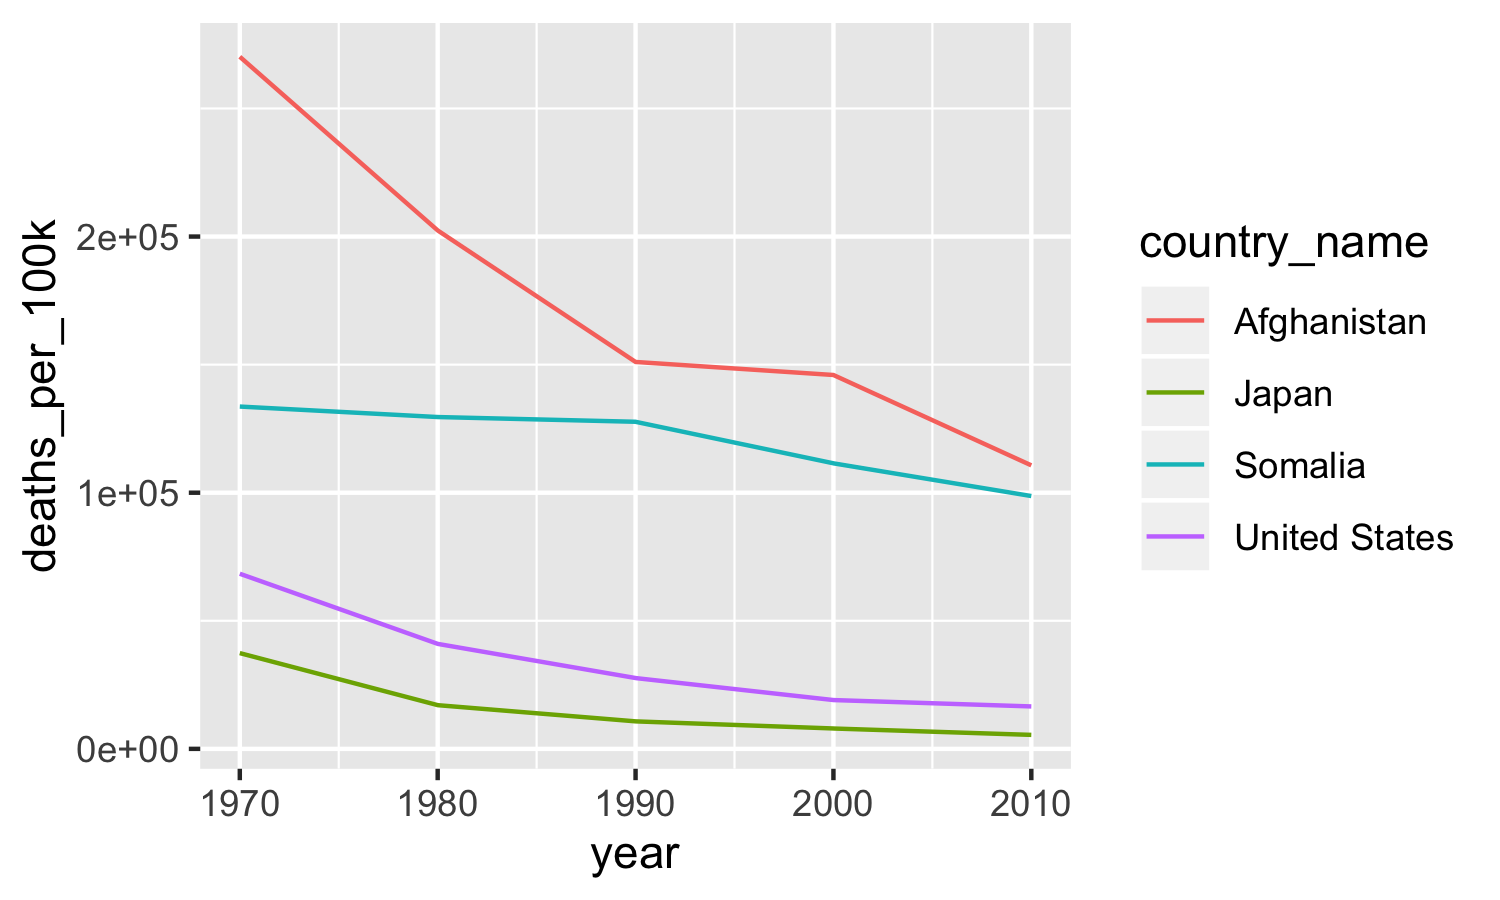 deaths_per_100k
2e+05
1e+05
0e+00
1970 1980 1990 2000 2010
year
country_name
Afghanistan
Japan
Somalia
United States